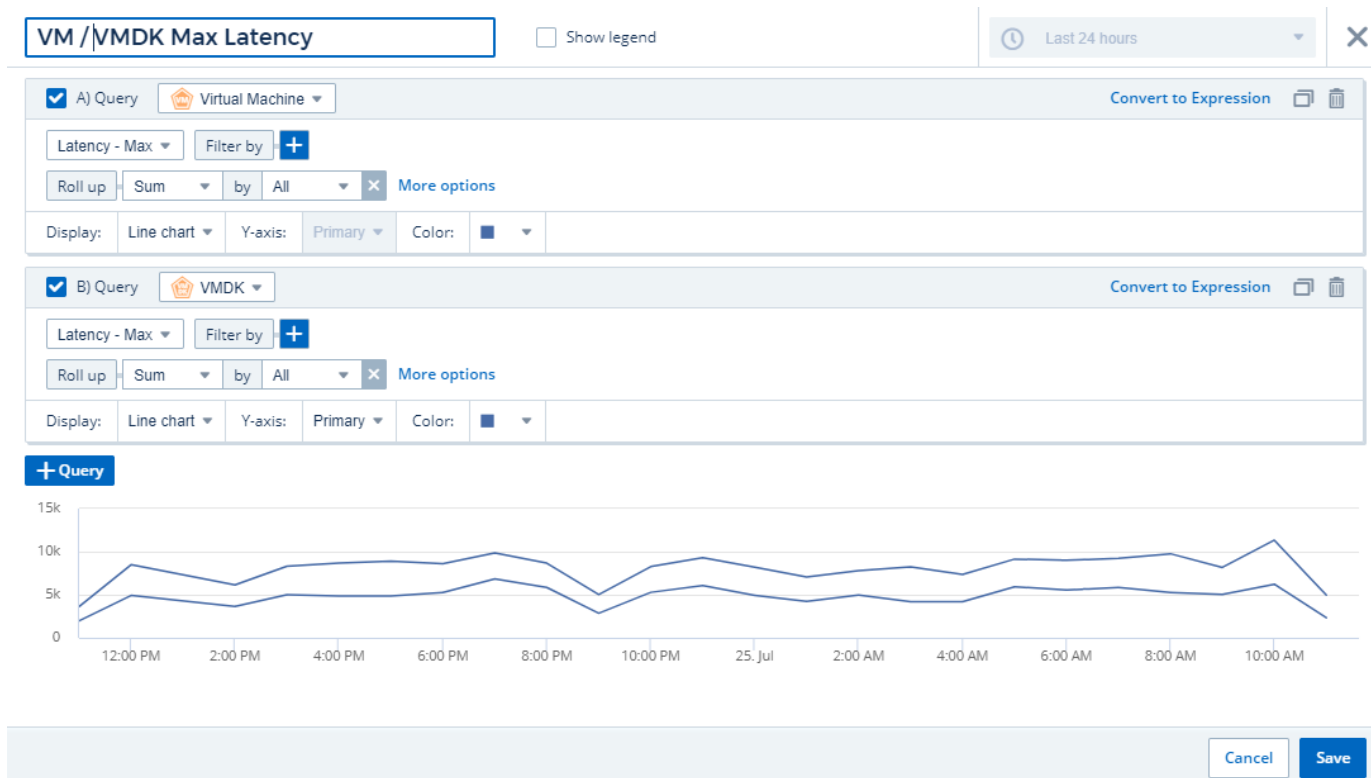 VM / VMDK Max Latency Show legend Last 24 hours
A) Query Virtual Machine Convert to Expression
Latency - Max Filter by
Roll up Sum by All More options
Display: Line chart Y-axis: Primary Color:
B) Query VMDK Convert to Expression
Latency - Max Filter by
Roll up Sum by All More options
Display: Line chart Y-axis: Primary Color:
+ Query
15k
10k
5k
0
12:00 PM 2:00 PM 4:00 PM 6:00 PM 8:00 PM 10:00 PM 25. Jul 2:00 AM 4:00 AM 6:00 AM 8:00 AM 10:00 AM
Cancel Save